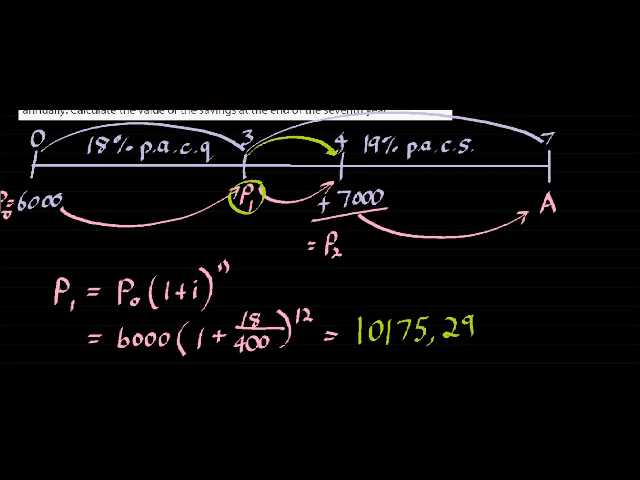 annually. Calculate the value of the savings at the end of the seventh year.
0 18% p.a.c.q 3 4 19% p.a.c.s. 7
P₀=6000 P₁ + 7000 A
= P₂
P₁ = P₀ (1+i)ⁿ
= 6000 (1 + 18/400)¹² = 10175,29